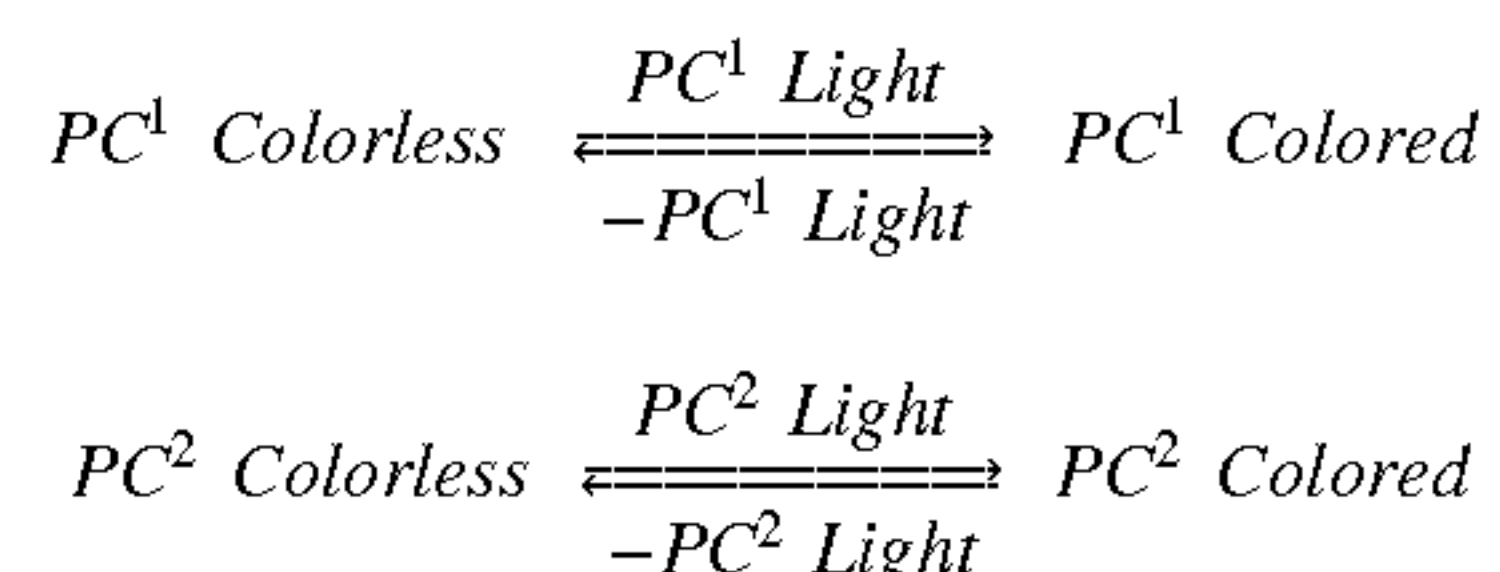 PC¹ Light
PC¹ Colorless ⇄ PC¹ Colored
−PC¹ Light
PC² Light
PC² Colorless ⇄ PC² Colored
−PC² Light